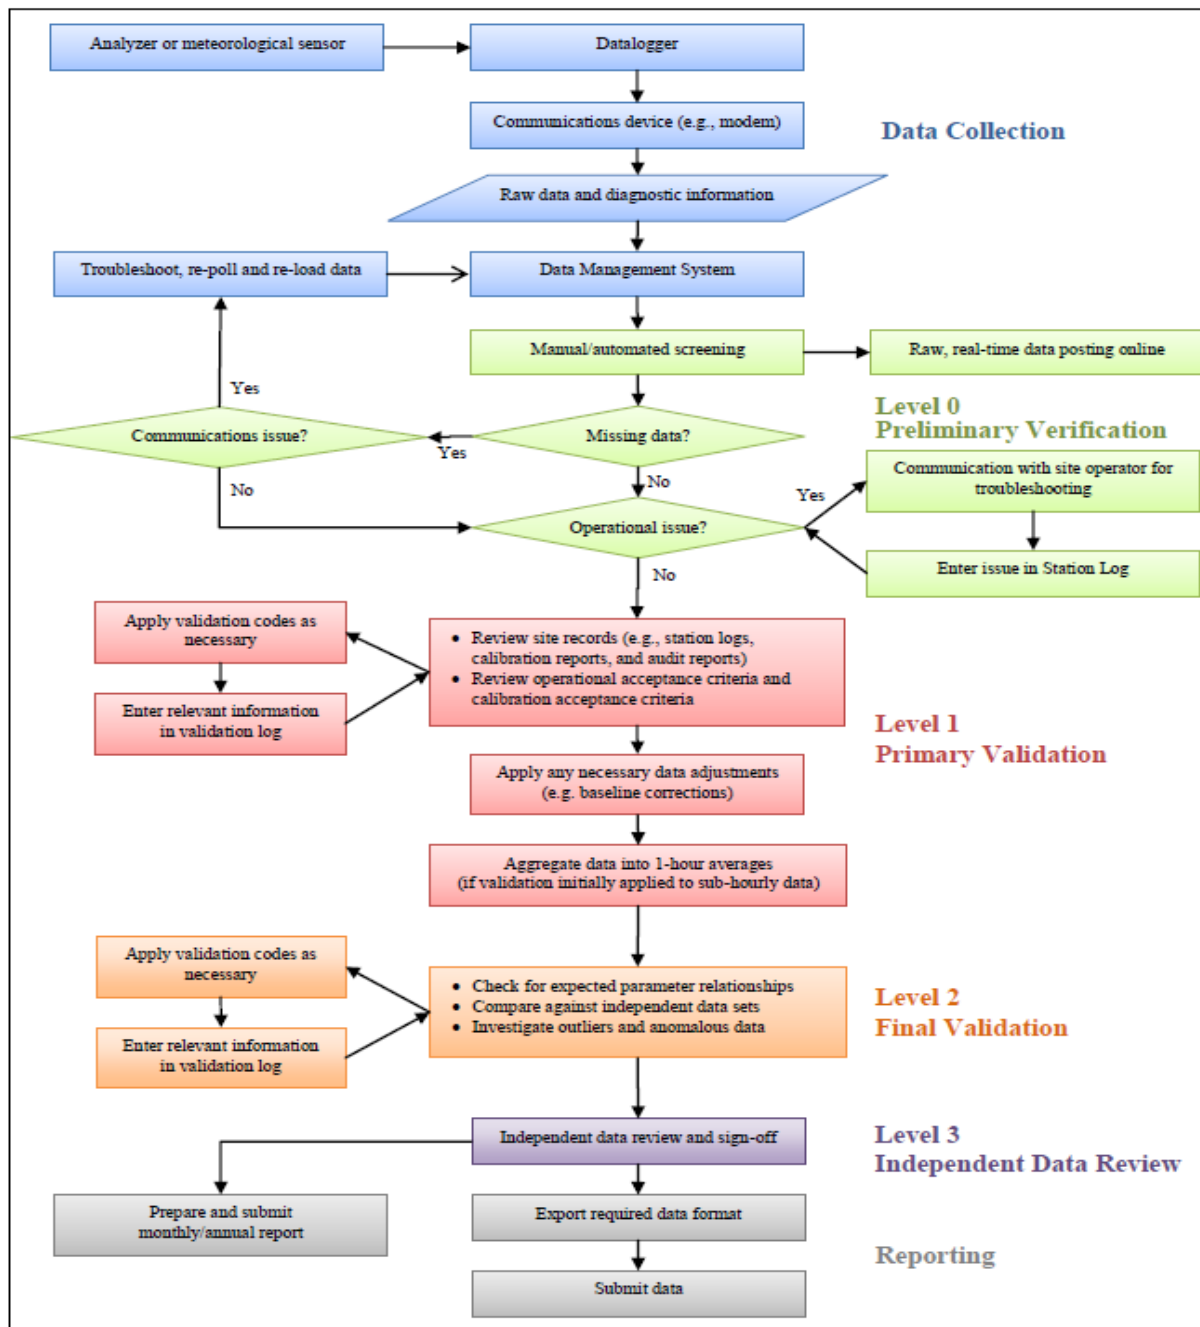 Analyzer or meteorological sensor
Datalogger
Communications device (e.g., modem)
Data Collection
Raw data and diagnostic information
Troubleshoot, re-poll and re-load data
Data Management System
Manual/automated screening
Raw, real-time data posting online
Yes
Level 0
Preliminary Verification
Communications issue?
Missing data?
Yes
Communication with site operator for
troubleshooting
No
No
Yes
Operational issue?
Enter issue in Station Log
No
Apply validation codes as
necessary
• Review site records (e.g., station logs,
calibration reports, and audit reports)
• Review operational acceptance criteria and
calibration acceptance criteria
Enter relevant information
in validation log
Level 1
Primary Validation
Apply any necessary data adjustments
(e.g. baseline corrections)
Aggregate data into 1-hour averages
(if validation initially applied to sub-hourly data)
Apply validation codes as
necessary
• Check for expected parameter relationships
• Compare against independent data sets
• Investigate outliers and anomalous data
Level 2
Final Validation
Enter relevant information
in validation log
Independent data review and sign-off
Level 3
Independent Data Review
Prepare and submit
monthly/annual report
Export required data format
Reporting
Submit data